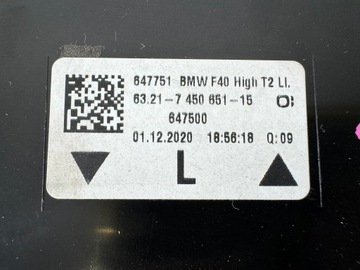 647751 BMW F40 High T2 LI.
63.21-7 450 651-15
647500
01.12.2020 18:56:18 Q:09
L